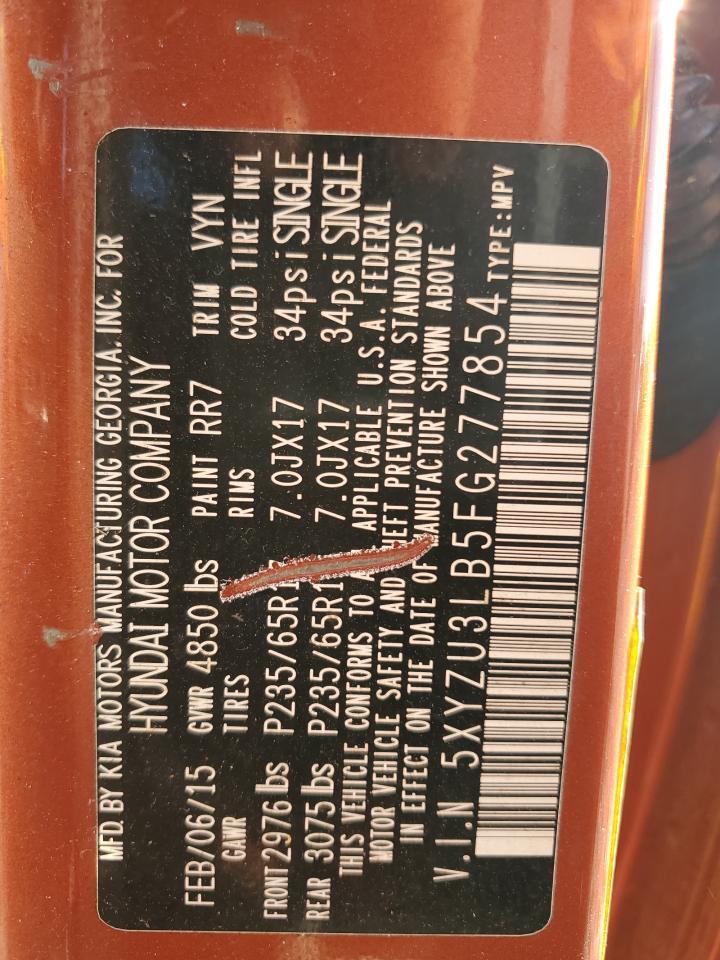 MFD. BY KIA MOTORS MANUFACTURING GEORGIA, INC. FOR
HYUNDAI MOTOR COMPANY
FEB/06/15 GVWR 4850 lbs PAINT RR7 TRIM VYN
GAWR TIRES RIMS COLD TIRE INFL
FRONT 2976 lbs P235/65R1 7.0JX17 34psi SINGLE
REAR 3075 lbs P235/65R1 7.0JX17 34psi SINGLE
THIS VEHICLE CONFORMS TO A APPLICABLE U.S.A. FEDERAL
MOTOR VEHICLE SAFETY AND HEFT PREVENTION STANDARDS
IN EFFECT ON THE DATE OF MANUFACTURE SHOWN ABOVE
V.I.N 5XYZU3LB5FG277854 TYPE:MPV